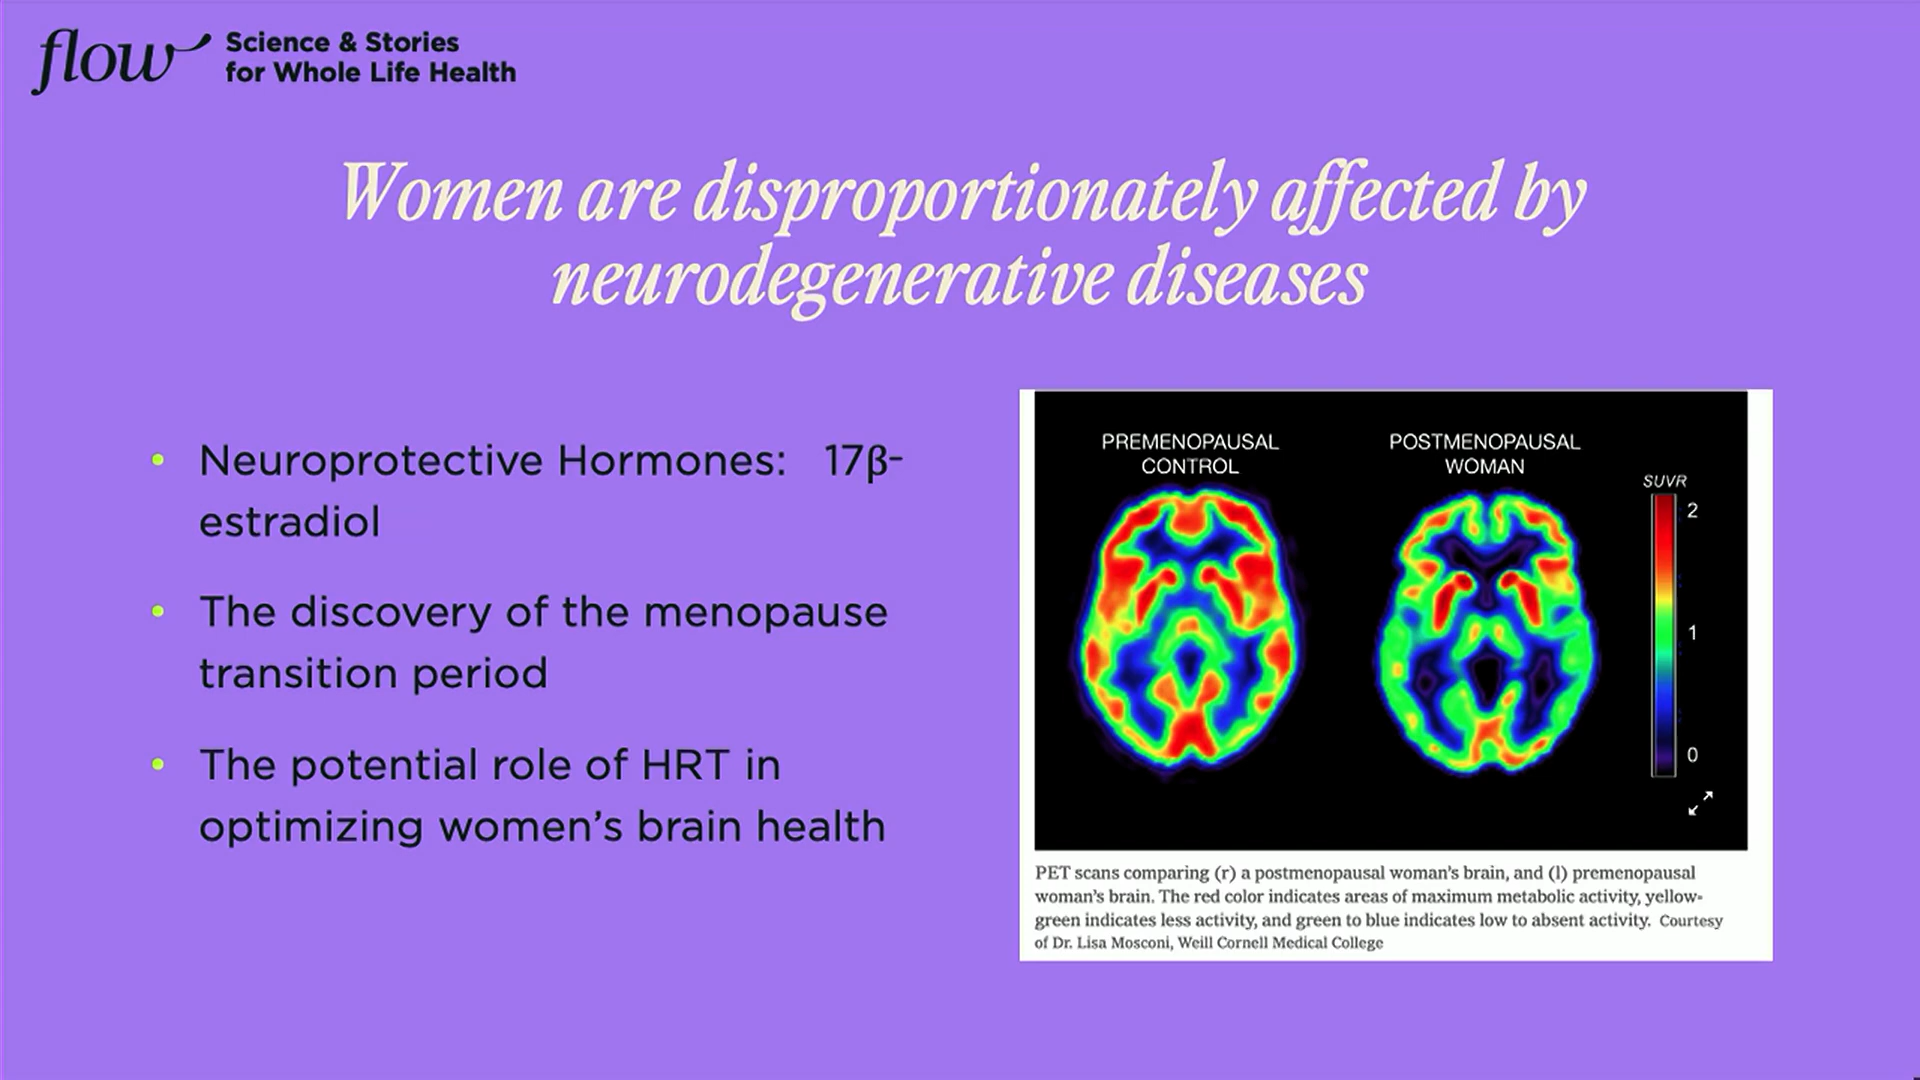 flow
Science & Stories
for Whole Life Health
Women are disproportionately affected by
neurodegenerative diseases
• Neuroprotective Hormones: 17β-
estradiol
• The discovery of the menopause
transition period
• The potential role of HRT in
optimizing women’s brain health
PREMENOPAUSAL
CONTROL
POSTMENOPAUSAL
WOMAN
SUVR
2
1
0
PET scans comparing (r) a postmenopausal woman’s brain, and (l) premenopausal
woman’s brain. The red color indicates areas of maximum metabolic activity, yellow-
green indicates less activity, and green to blue indicates low to absent activity. Courtesy
of Dr. Lisa Mosconi, Weill Cornell Medical College